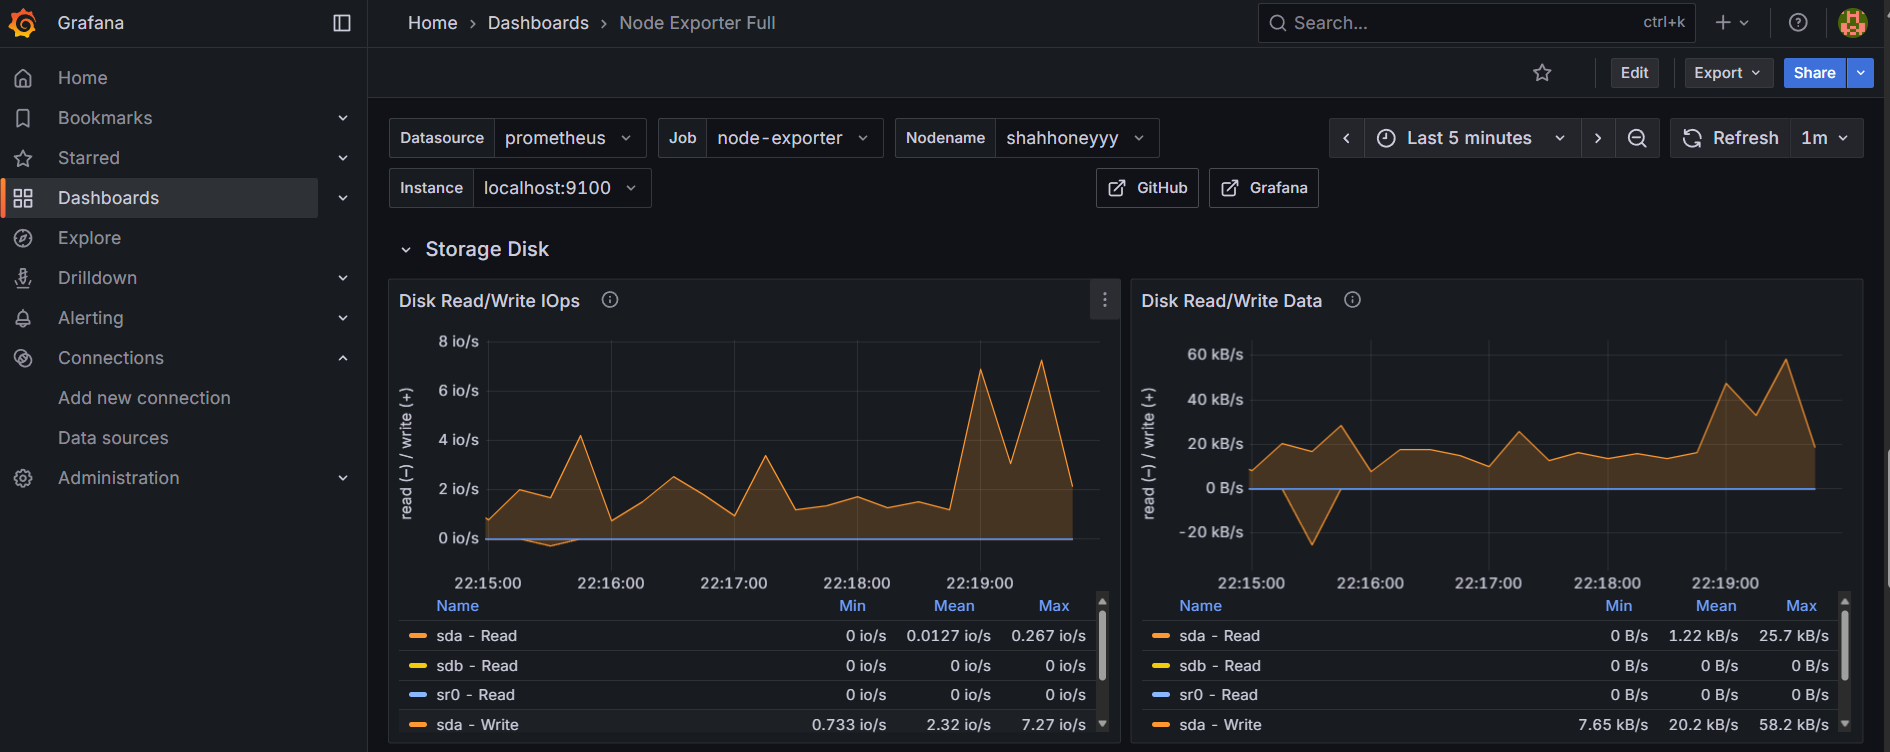 Grafana
Home › Dashboards › Node Exporter Full
Search... ctrl+k
Home
Bookmarks
Starred
Dashboards
Explore
Drilldown
Alerting
Connections
Add new connection
Data sources
Administration
Edit Export Share
Datasource prometheus Job node-exporter Nodename shahhoneyyy
Last 5 minutes Refresh 1m
Instance localhost:9100
GitHub Grafana
Storage Disk
Disk Read/Write IOps
read (–) / write (+)
8 io/s
6 io/s
4 io/s
2 io/s
0 io/s
22:15:00 22:16:00 22:17:00 22:18:00 22:19:00
Name Min Mean Max
sda - Read 0 io/s 0.0127 io/s 0.267 io/s
sdb - Read 0 io/s 0 io/s 0 io/s
sr0 - Read 0 io/s 0 io/s 0 io/s
sda - Write 0.733 io/s 2.32 io/s 7.27 io/s
Disk Read/Write Data
read (–) / write (+)
60 kB/s
40 kB/s
20 kB/s
0 B/s
-20 kB/s
22:15:00 22:16:00 22:17:00 22:18:00 22:19:00
Name Min Mean Max
sda - Read 0 B/s 1.22 kB/s 25.7 kB/s
sdb - Read 0 B/s 0 B/s 0 B/s
sr0 - Read 0 B/s 0 B/s 0 B/s
sda - Write 7.65 kB/s 20.2 kB/s 58.2 kB/s